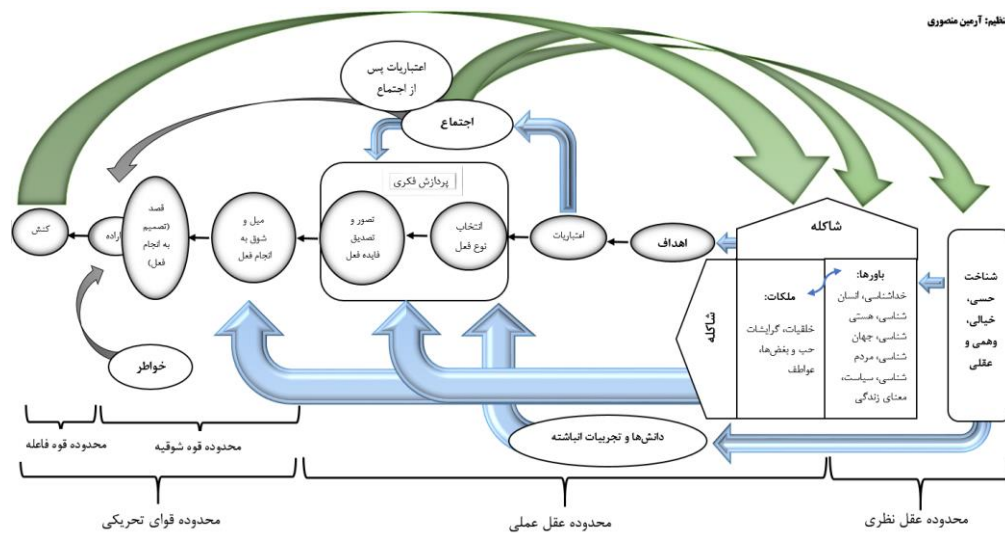 نظیم: آرمین منصوری
اعتباریات پس
از اجتماع
اجتماع
پردازش فکری
کنش
اراده
قصد
(تصمیم
به انجام
فعل)
میل و
شوق به
انجام فعل
تصور و
تصدیق
فایده فعل
انتخاب
نوع فعل
اعتباریات
اهداف
شاکله
شاکله
باورها:
خداشناسی، انسان
شناسی، هستی
شناسی، جهان
شناسی، مردم
شناسی، سیاست،
معنای زندگی
ملکات:
خلقیات، گرایشات
حب و بغض‌ها،
عواطف
شناخت
حسی،
خیالی،
وهمی و
عقلی
خواطر
دانش‌ها و تجربیات انباشته
محدوده قوه شوقیه
محدوده قوه فاعله
محدوده عقل نظری
محدوده عقل عملی
محدوده قوای تحریکی